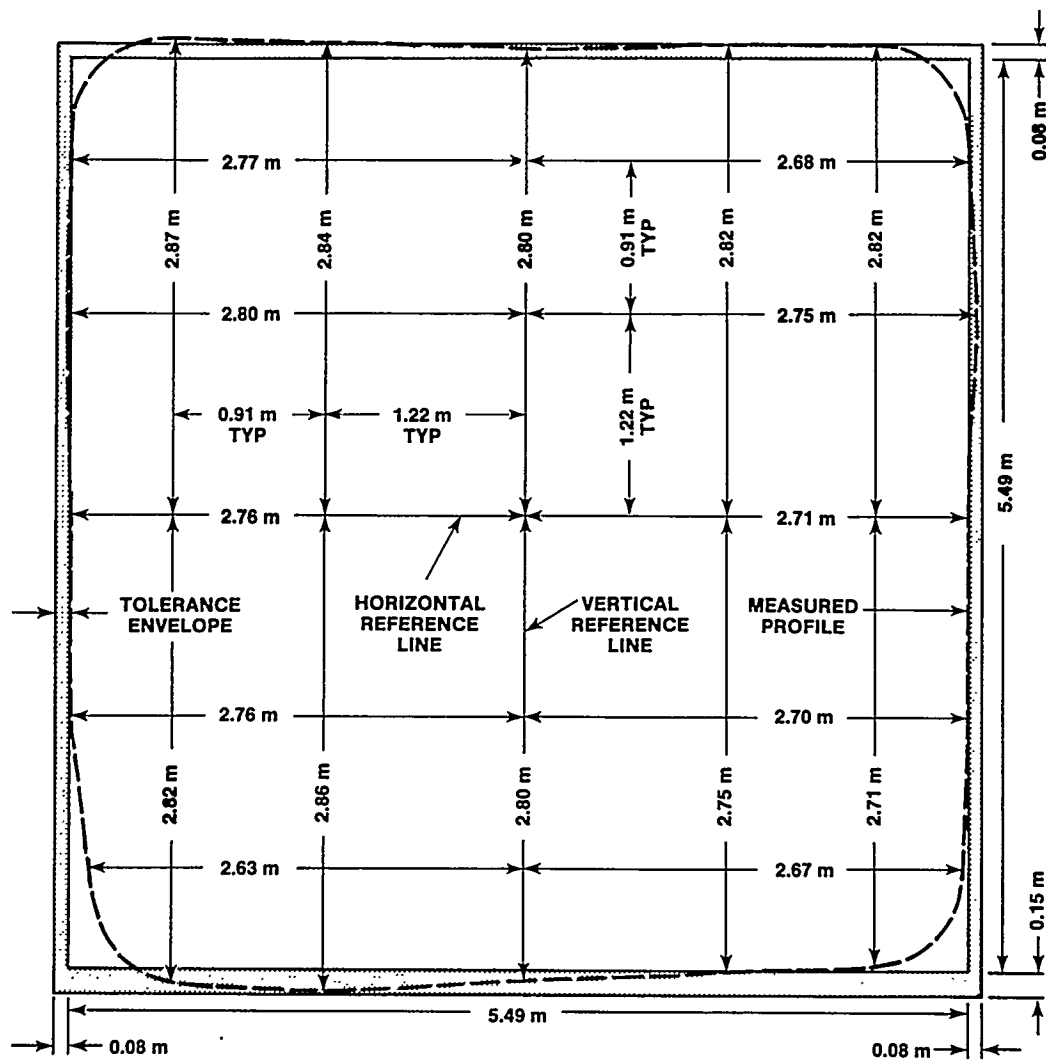 0.08 m
2.77 m
2.68 m
2.87 m
2.84 m
2.80 m
0.91 m
TYP
2.82 m
2.82 m
2.80 m
2.75 m
0.91 m
TYP
1.22 m
TYP
1.22 m
TYP
5.49 m
2.76 m
2.71 m
TOLERANCE
ENVELOPE
HORIZONTAL
REFERENCE
LINE
VERTICAL
REFERENCE
LINE
MEASURED
PROFILE
2.76 m
2.70 m
2.82 m
2.86 m
2.80 m
2.75 m
2.71 m
2.63 m
2.67 m
0.15 m
5.49 m
0.08 m
0.08 m